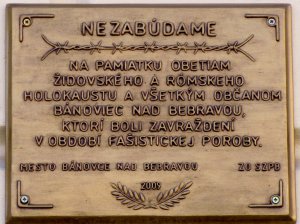 NEZABÚDAME
NA PAMIATKU OBETIAM
ŽIDOVSKÉHO A RÓMSKEHO
HOLOKAUSTU A VŠETKÝM OBČANOM
BÁNOVIEC NAD BEBRAVOU,
KTORÍ BOLI ZAVRAŽDENÍ
V OBDOBÍ FAŠISTICKEJ POROBY.
MESTO BÁNOVCE NAD BEBRAVOU ZO SZPB
2005